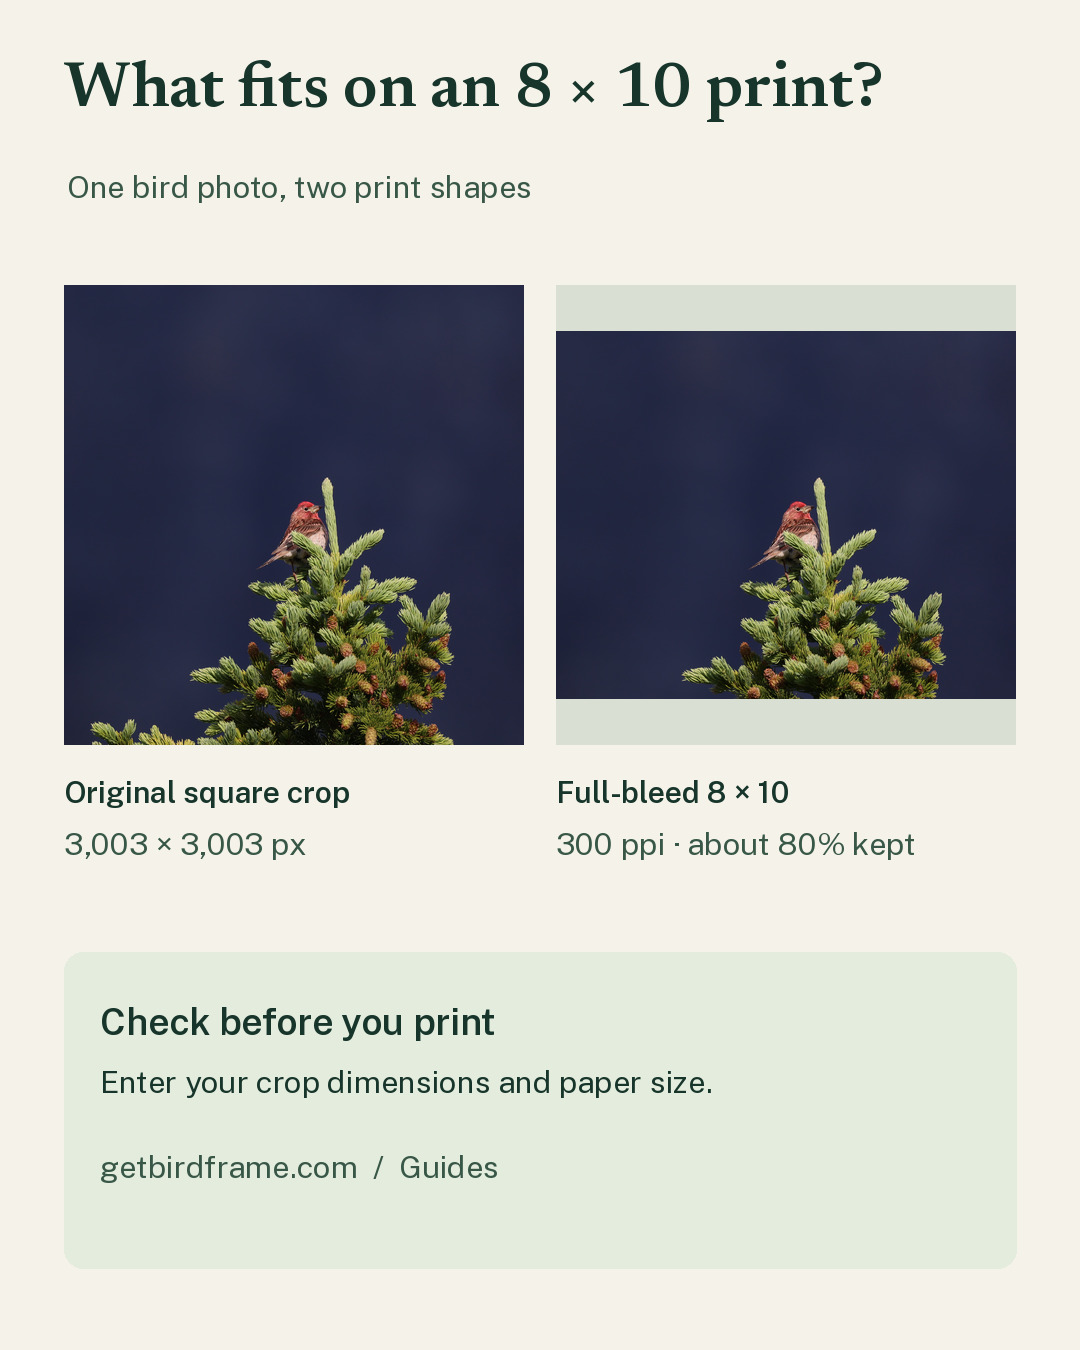 What fits on an 8 × 10 print?
One bird photo, two print shapes
Original square crop
3,003 × 3,003 px
Full-bleed 8 × 10
300 ppi · about 80% kept
Check before you print
Enter your crop dimensions and paper size.
getbirdframe.com / Guides